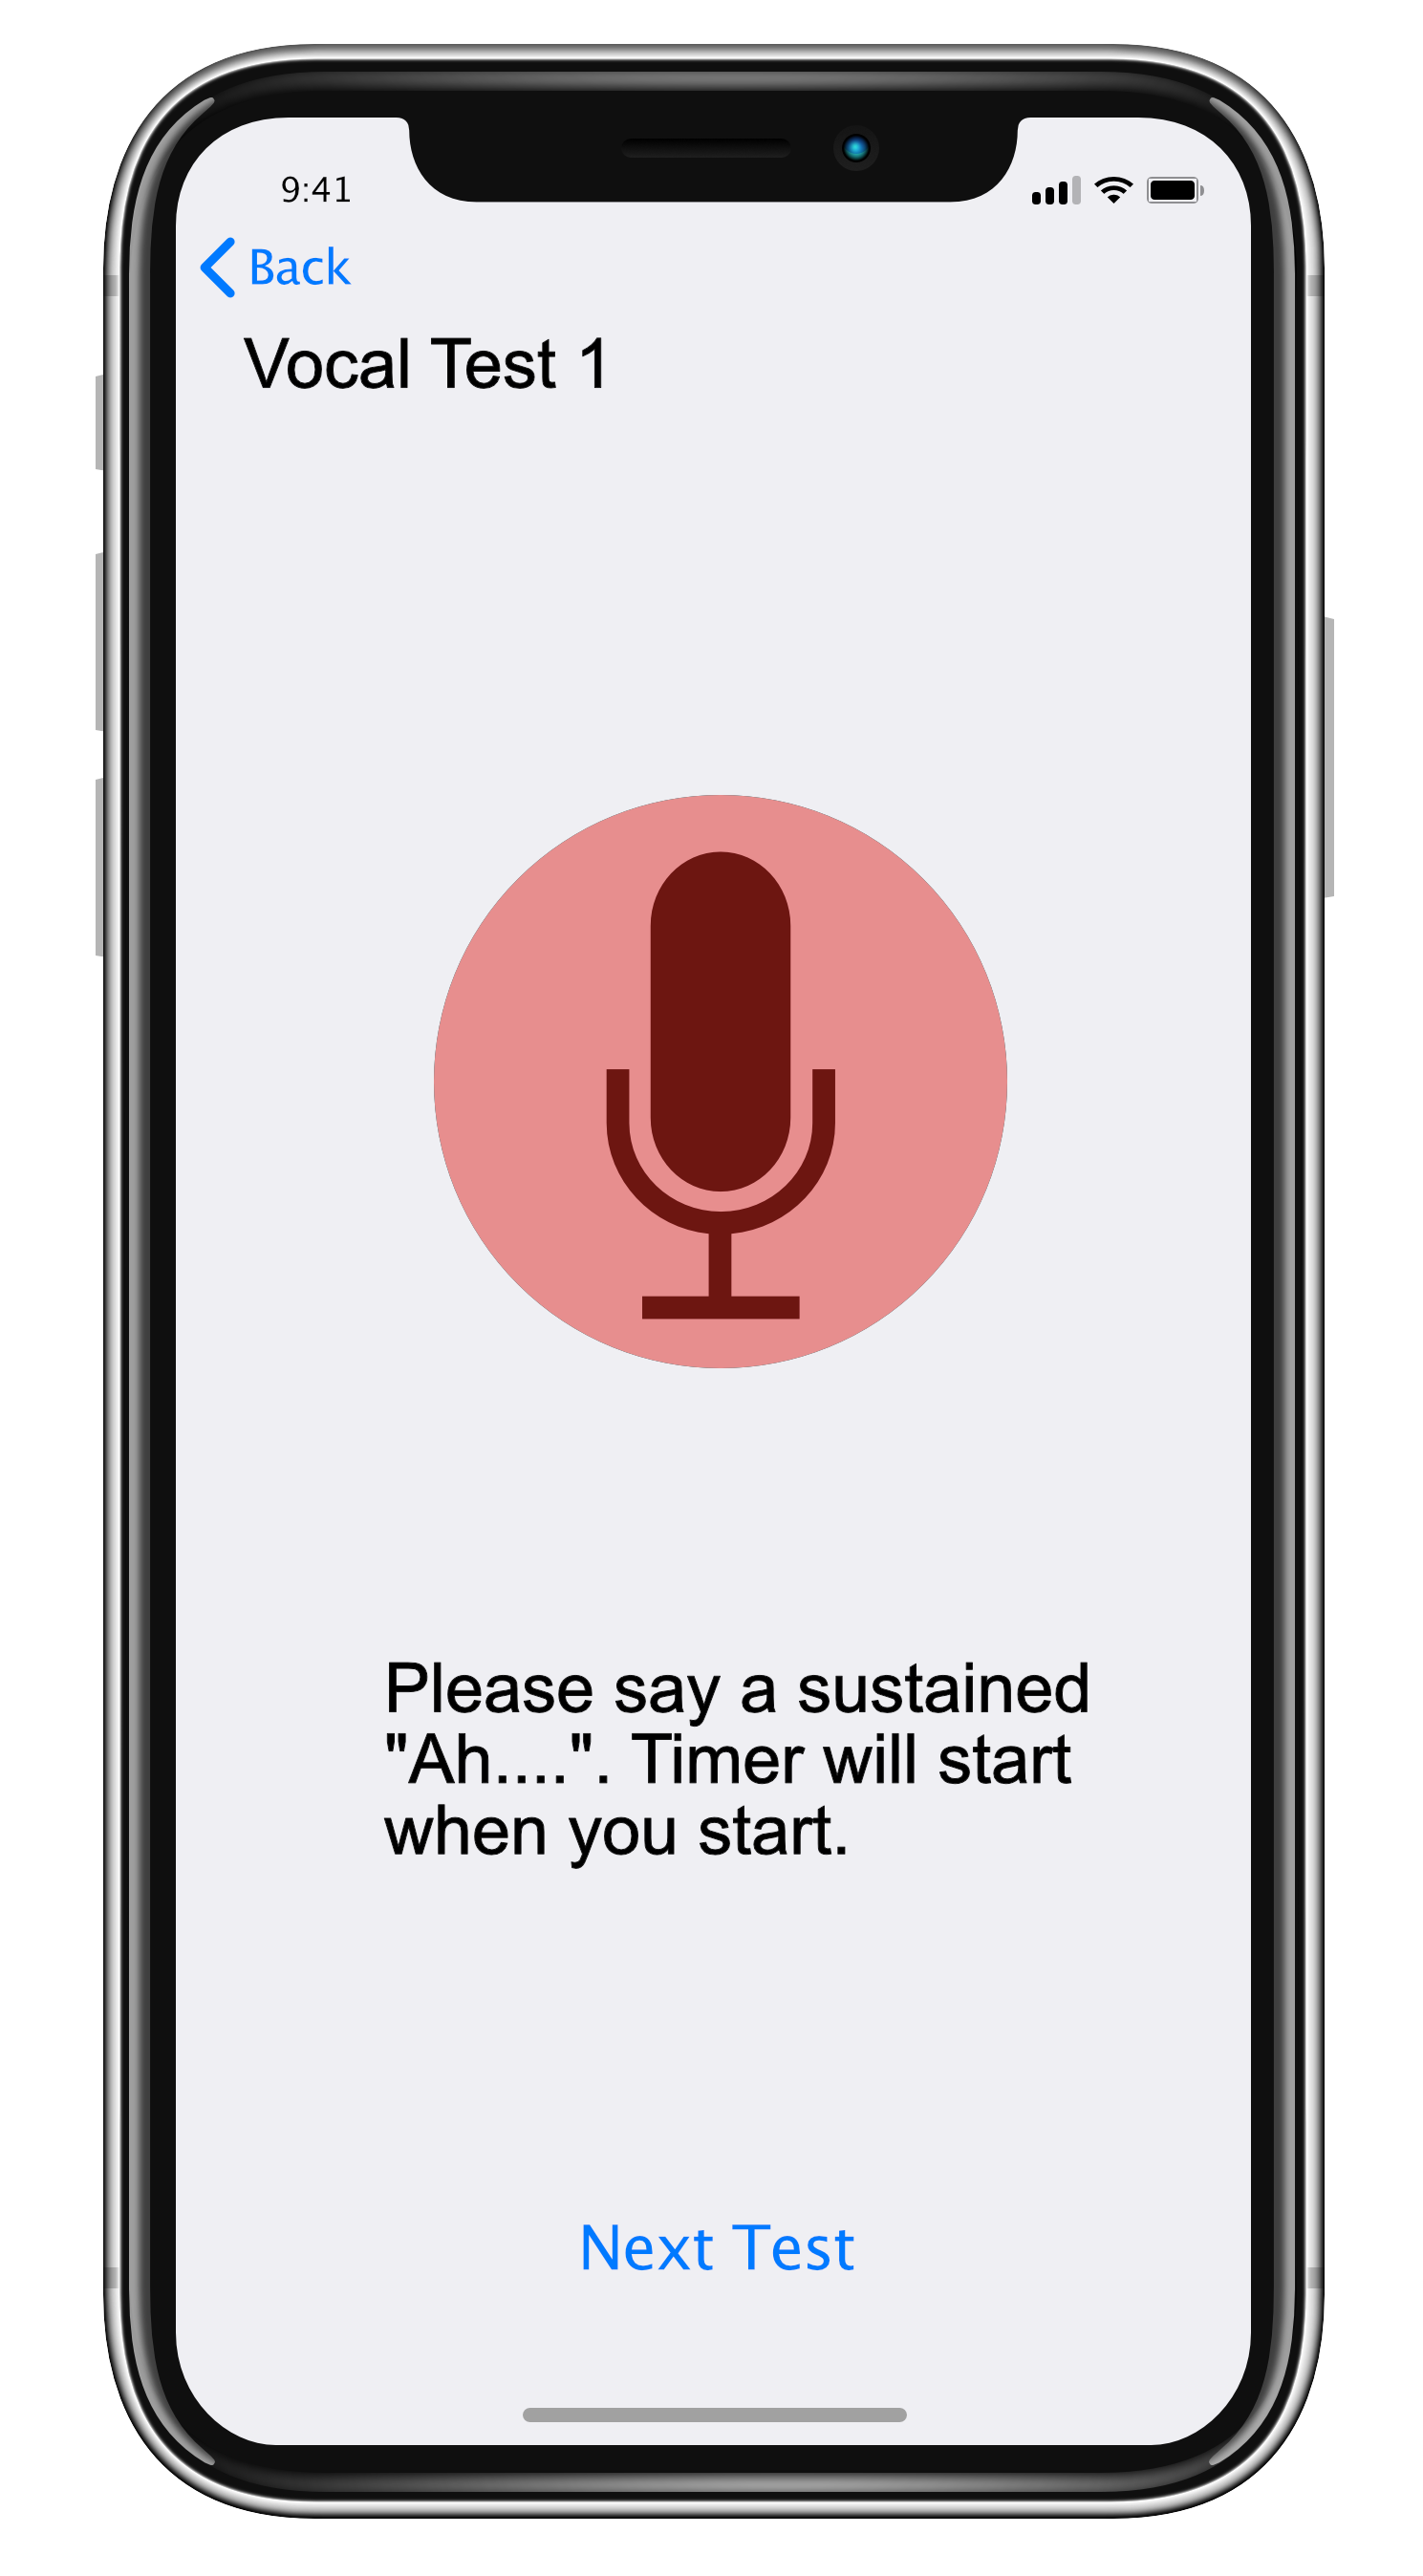 9:41
Back
Vocal Test 1
Please say a sustained
"Ah....". Timer will start
when you start.
Next Test